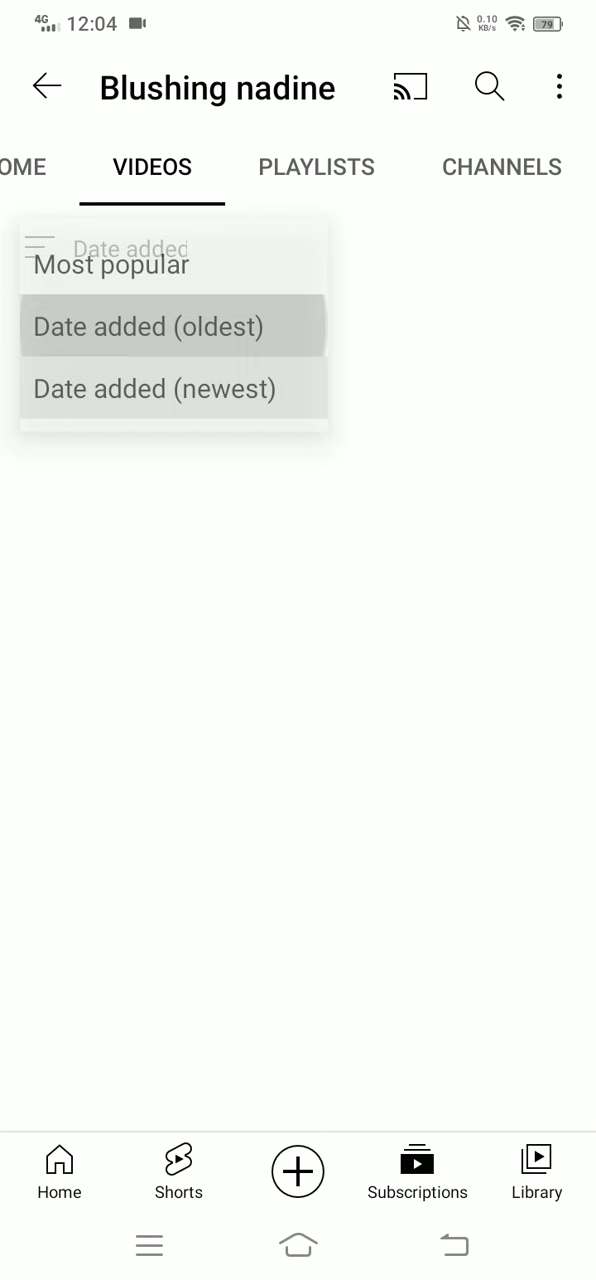 4G 12:04 0.10 KB/s 79
Blushing nadine
OME VIDEOS PLAYLISTS CHANNELS
Date added
Most popular
Date added (oldest)
Date added (newest)
Home Shorts Subscriptions Library